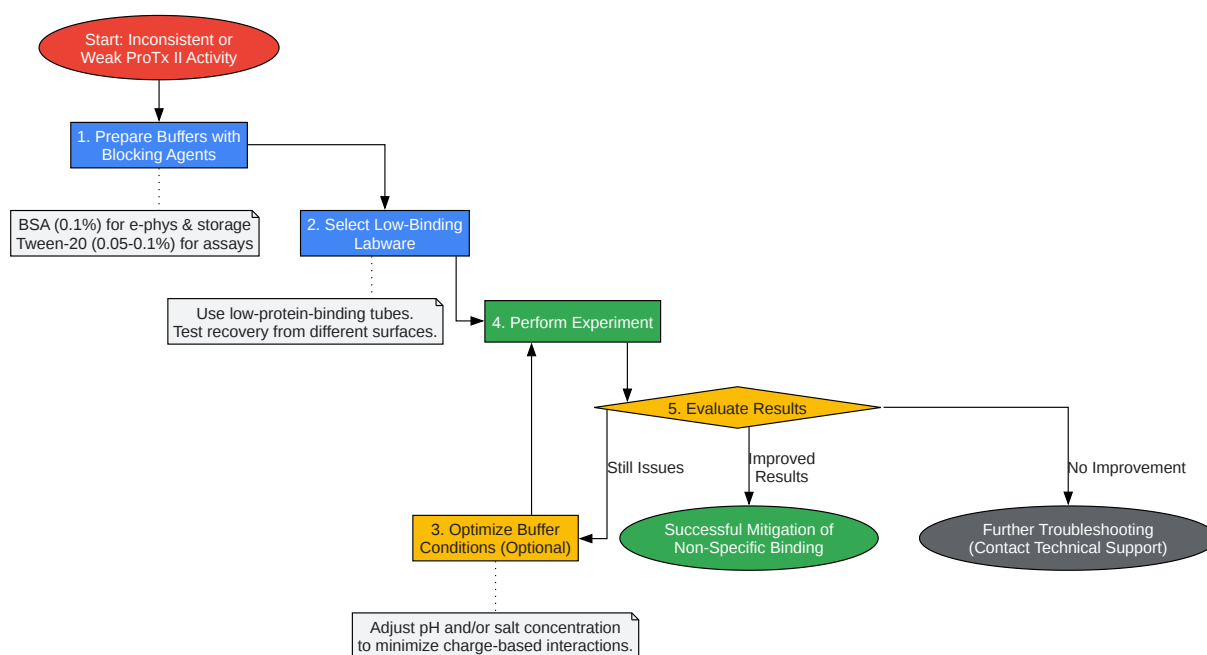 Start: Inconsistent or
Weak ProTx II Activity
1. Prepare Buffers with
Blocking Agents
BSA (0.1%) for e-phys & storage
Tween-20 (0.05-0.1%) for assays
2. Select Low-Binding
Labware
Use low-protein-binding tubes.
Test recovery from different surfaces.
4. Perform Experiment
5. Evaluate Results
Still Issues
Improved
Results
No Improvement
3. Optimize Buffer
Conditions (Optional)
Successful Mitigation of
Non-Specific Binding
Further Troubleshooting
(Contact Technical Support)
Adjust pH and/or salt concentration
to minimize charge-based interactions.